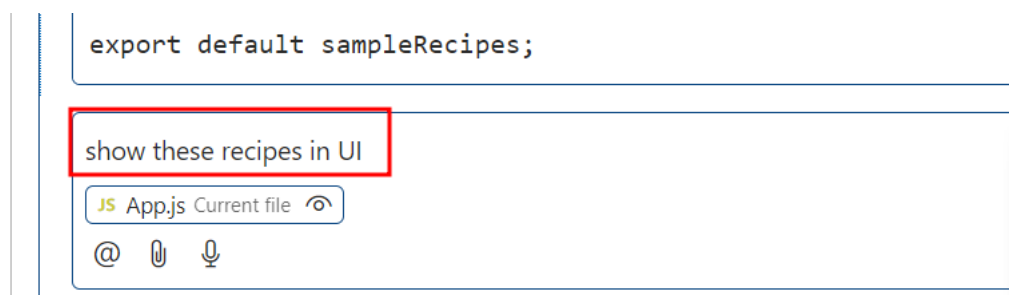 export default sampleRecipes;
show these recipes in UI
JS App.js Current file
@